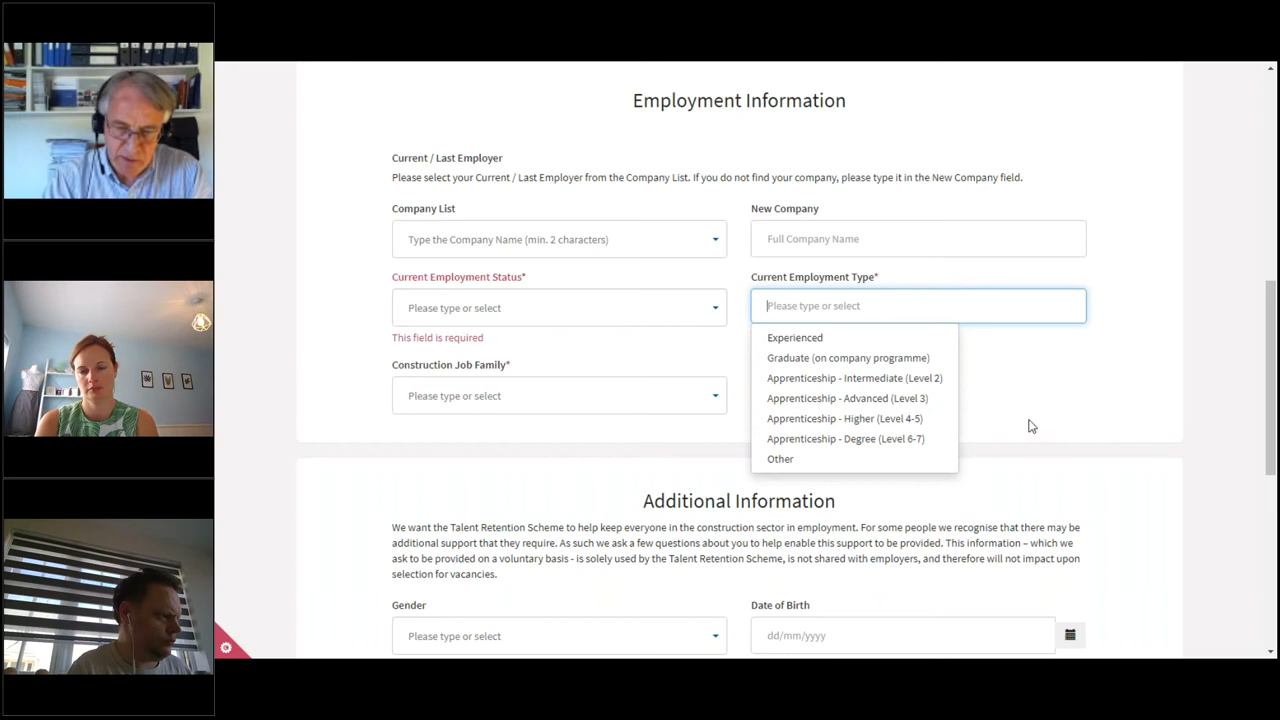 Employment Information
Current / Last Employer
Please select your Current / Last Employer from the Company List. If you do not find your company, please type it in the New Company field.
Company List
New Company
Type the Company Name (min. 2 characters)
Full Company Name
Current Employment Status*
Current Employment Type*
Please type or select
Please type or select
This field is required
Experienced
Graduate (on company programme)
Apprenticeship - Intermediate (Level 2)
Apprenticeship - Advanced (Level 3)
Apprenticeship - Higher (Level 4-5)
Apprenticeship - Degree (Level 6-7)
Other
Construction Job Family*
Please type or select
Additional Information
We want the Talent Retention Scheme to help keep everyone in the construction sector in employment. For some people we recognise that there may be
additional support that they require. As such we ask a few questions about you to help enable this support to be provided. This information – which we
ask to be provided on a voluntary basis - is solely used by the Talent Retention Scheme, is not shared with employers, and therefore will not impact upon
selection for vacancies.
Gender
Date of Birth
Please type or select
dd/mm/yyyy